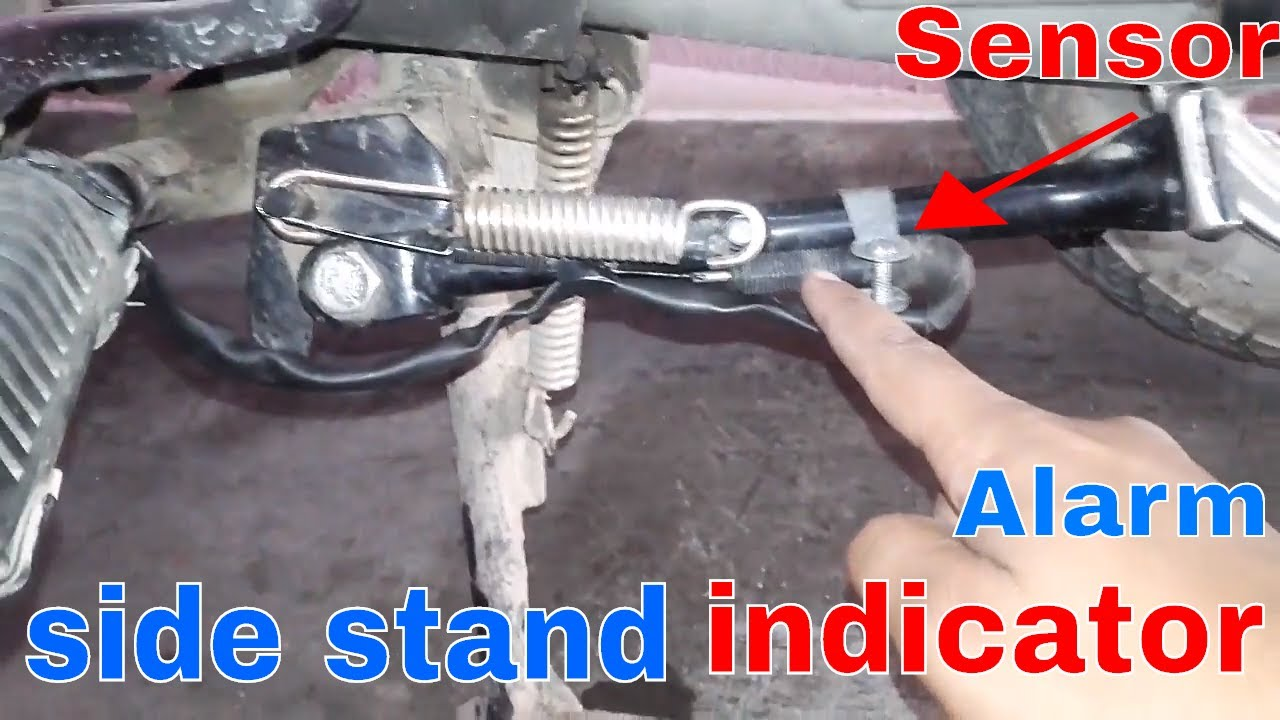 Sensor
Alarm
side stand indicator